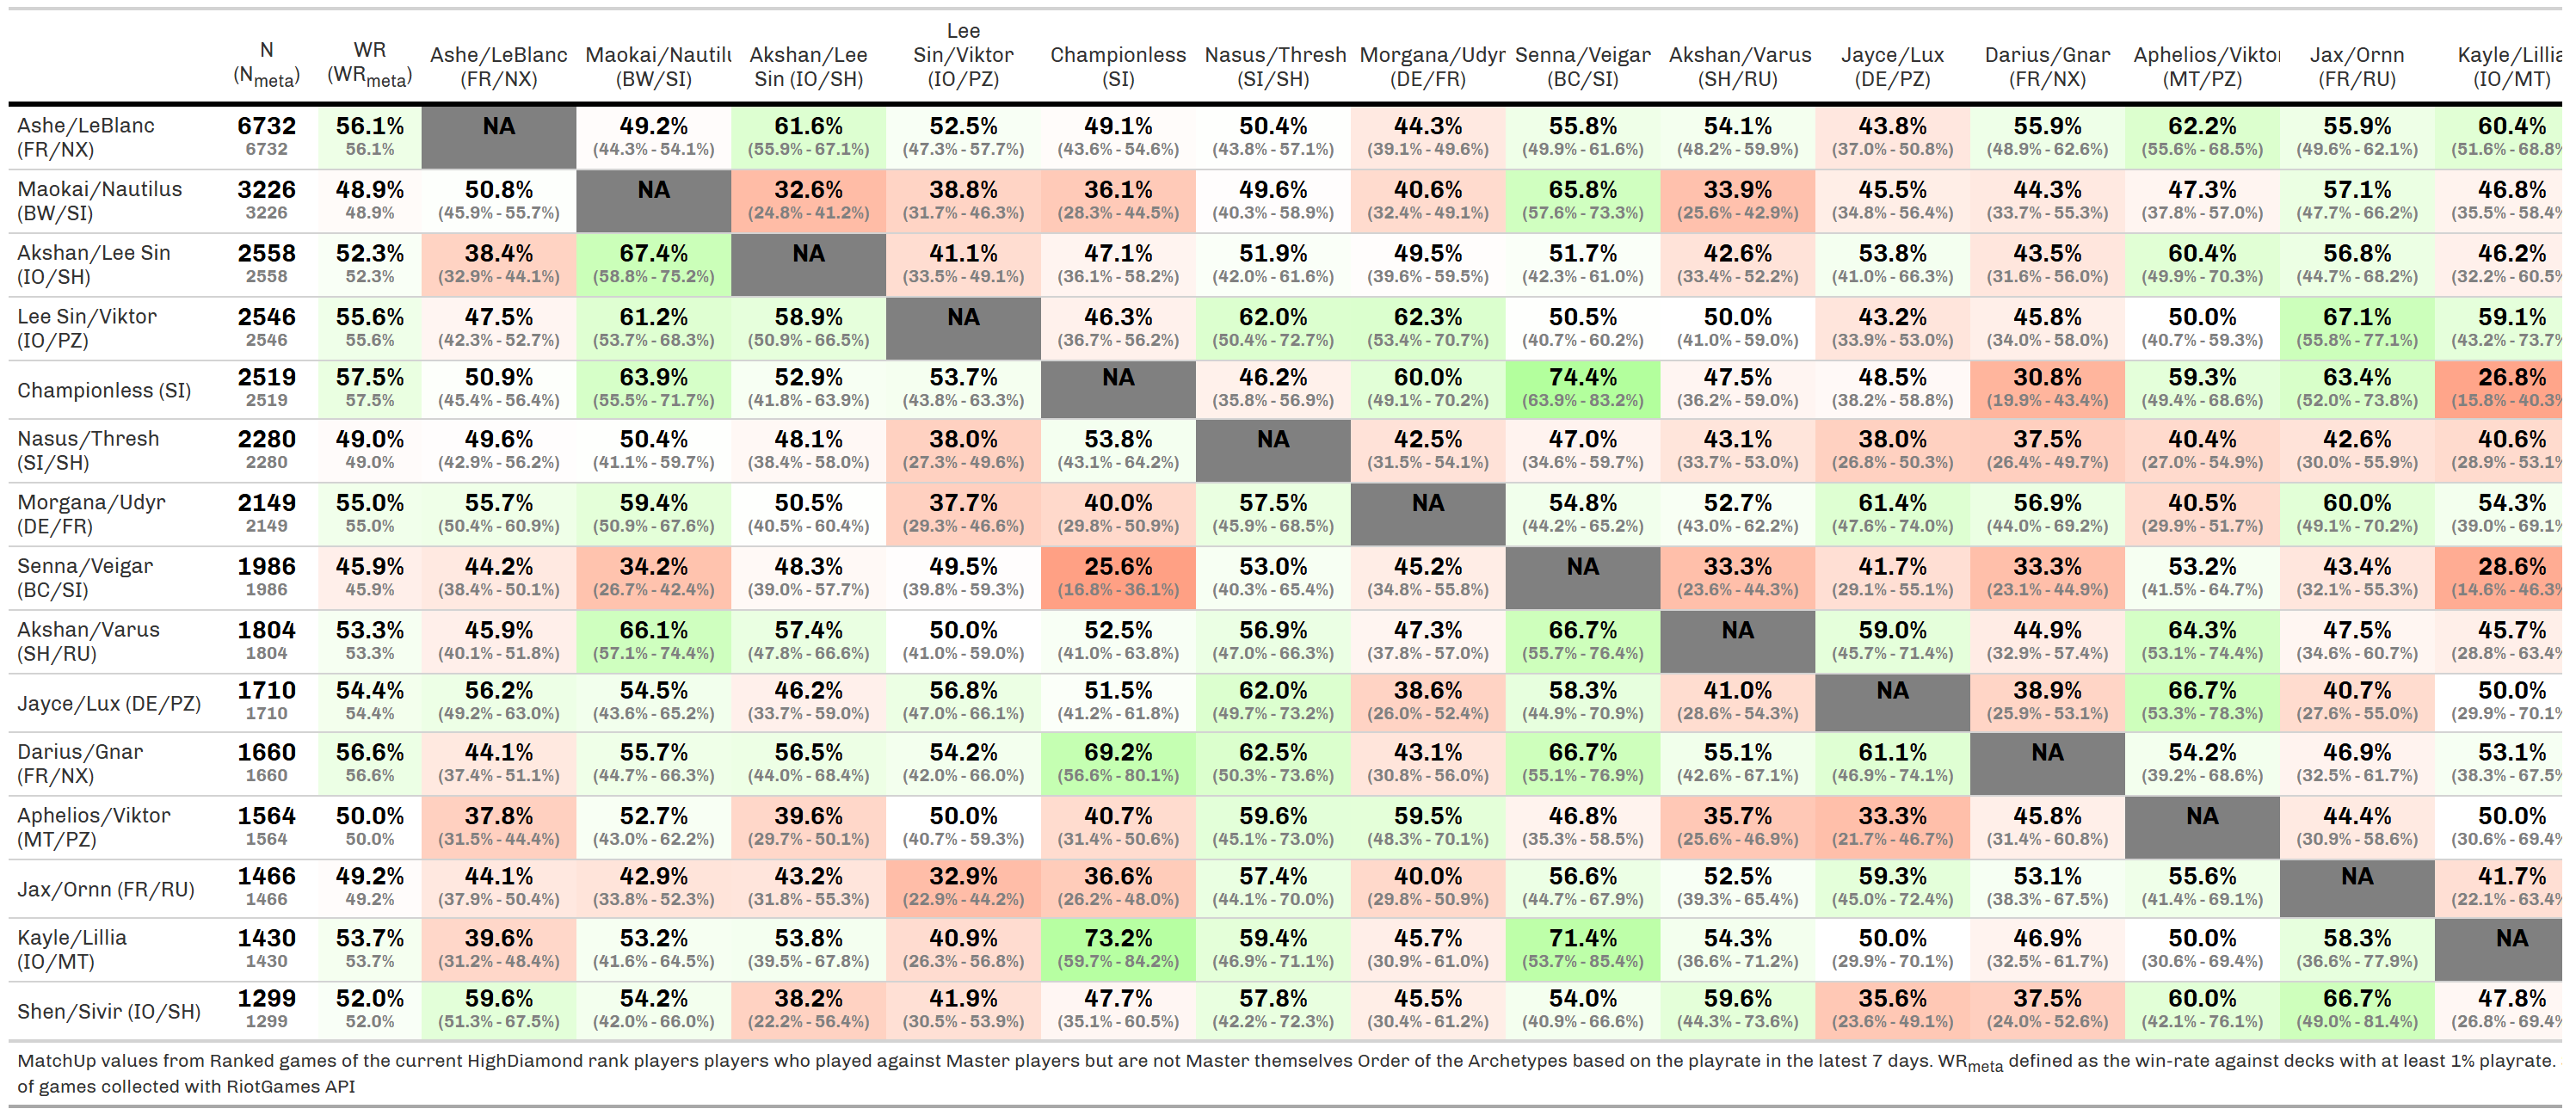 N (N_meta) WR (WR_meta) Ashe/LeBlanc (FR/NX) Maokai/Nautilu (BW/SI) Akshan/Lee Sin (IO/SH) Lee Sin/Viktor (IO/PZ) Championless (SI) Nasus/Thresh (SI/SH) Morgana/Udyr (DE/FR) Senna/Veigar (BC/SI) Akshan/Varus (SH/RU) Jayce/Lux (DE/PZ) Darius/Gnar (FR/NX) Aphelios/Viktor (MT/PZ) Jax/Ornn (FR/RU) Kayle/Lillia (IO/MT)
Ashe/LeBlanc 6732 56.1% NA 49.2% 61.6% 52.5% 49.1% 50.4% 44.3% 55.8% 54.1% 43.8% 55.9% 62.2% 55.9% 60.4%
(FR/NX) 6732 56.1% (44.3% - 54.1%) (55.9% - 67.1%) (47.3% - 57.7%) (43.6% - 54.6%) (43.8% - 57.1%) (39.1% - 49.6%) (49.9% - 61.6%) (48.2% - 59.9%) (37.0% - 50.8%) (48.9% - 62.6%) (55.6% - 68.5%) (49.6% - 62.1%) (51.6% - 68.8%
Maokai/Nautilus 3226 48.9% 50.8% NA 32.6% 38.8% 36.1% 49.6% 40.6% 65.8% 33.9% 45.5% 44.3% 47.3% 57.1% 46.8%
(BW/SI) 3226 48.9% (45.9% - 55.7%) (24.8% - 41.2%) (31.7% - 46.3%) (28.3% - 44.5%) (40.3% - 58.9%) (32.4% - 49.1%) (57.6% - 73.3%) (25.6% - 42.9%) (34.8% - 56.4%) (33.7% - 55.3%) (37.8% - 57.0%) (47.7% - 66.2%) (35.5% - 58.4%
Akshan/Lee Sin 2558 52.3% 38.4% 67.4% NA 41.1% 47.1% 51.9% 49.5% 51.7% 42.6% 53.8% 43.5% 60.4% 56.8% 46.2%
(IO/SH) 2558 52.3% (32.9% - 44.1%) (58.8% - 75.2%) (33.5% - 49.1%) (36.1% - 58.2%) (42.0% - 61.6%) (39.6% - 59.5%) (42.3% - 61.0%) (33.4% - 52.2%) (41.0% - 66.3%) (31.6% - 56.0%) (49.9% - 70.3%) (44.7% - 68.2%) (32.2% - 60.5%
Lee Sin/Viktor 2546 55.6% 47.5% 61.2% 58.9% NA 46.3% 62.0% 62.3% 50.5% 50.0% 43.2% 45.8% 50.0% 67.1% 59.1%
(IO/PZ) 2546 55.6% (42.3% - 52.7%) (53.7% - 68.3%) (50.9% - 66.5%) (36.7% - 56.2%) (50.4% - 72.7%) (53.4% - 70.7%) (40.7% - 60.2%) (41.0% - 59.0%) (33.9% - 53.0%) (34.0% - 58.0%) (40.7% - 59.3%) (55.8% - 77.1%) (43.2% - 73.7%
Championless (SI) 2519 57.5% 50.9% 63.9% 52.9% 53.7% NA 46.2% 60.0% 74.4% 47.5% 48.5% 30.8% 59.3% 63.4% 26.8%
2519 57.5% (45.4% - 56.4%) (55.5% - 71.7%) (41.8% - 63.9%) (43.8% - 63.3%) (35.8% - 56.9%) (49.1% - 70.2%) (63.9% - 83.2%) (36.2% - 59.0%) (38.2% - 58.8%) (19.9% - 43.4%) (49.4% - 68.6%) (52.0% - 73.8%) (15.8% - 40.3%
Nasus/Thresh 2280 49.0% 49.6% 50.4% 48.1% 38.0% 53.8% NA 42.5% 47.0% 43.1% 38.0% 37.5% 40.4% 42.6% 40.6%
(SI/SH) 2280 49.0% (42.9% - 56.2%) (41.1% - 59.7%) (38.4% - 58.0%) (27.3% - 49.6%) (43.1% - 64.2%) (31.5% - 54.1%) (34.6% - 59.7%) (33.7% - 53.0%) (26.8% - 50.3%) (26.4% - 49.7%) (27.0% - 54.9%) (30.0% - 55.9%) (28.9% - 53.1%
Morgana/Udyr 2149 55.0% 55.7% 59.4% 50.5% 37.7% 40.0% 57.5% NA 54.8% 52.7% 61.4% 56.9% 40.5% 60.0% 54.3%
(DE/FR) 2149 55.0% (50.4% - 60.9%) (50.9% - 67.6%) (40.5% - 60.4%) (29.3% - 46.6%) (29.8% - 50.9%) (45.9% - 68.5%) (44.2% - 65.2%) (43.0% - 62.2%) (47.6% - 74.0%) (44.0% - 69.2%) (29.9% - 51.7%) (49.1% - 70.2%) (39.0% - 69.1%
Senna/Veigar 1986 45.9% 44.2% 34.2% 48.3% 49.5% 25.6% 53.0% 45.2% NA 33.3% 41.7% 33.3% 53.2% 43.4% 28.6%
(BC/SI) 1986 45.9% (38.4% - 50.1%) (26.7% - 42.4%) (39.0% - 57.7%) (39.8% - 59.3%) (16.8% - 36.1%) (40.3% - 65.4%) (34.8% - 55.8%) (23.6% - 44.3%) (29.1% - 55.1%) (23.1% - 44.9%) (41.5% - 64.7%) (32.1% - 55.3%) (14.6% - 46.3%
Akshan/Varus 1804 53.3% 45.9% 66.1% 57.4% 50.0% 52.5% 56.9% 47.3% 66.7% NA 59.0% 44.9% 64.3% 47.5% 45.7%
(SH/RU) 1804 53.3% (40.1% - 51.8%) (57.1% - 74.4%) (47.8% - 66.6%) (41.0% - 59.0%) (41.0% - 63.8%) (47.0% - 66.3%) (37.8% - 57.0%) (55.7% - 76.4%) (45.7% - 71.4%) (32.9% - 57.4%) (53.1% - 74.4%) (34.6% - 60.7%) (28.8% - 63.4%
Jayce/Lux (DE/PZ) 1710 54.4% 56.2% 54.5% 46.2% 56.8% 51.5% 62.0% 38.6% 58.3% 41.0% NA 38.9% 66.7% 40.7% 50.0%
1710 54.4% (49.2% - 63.0%) (43.6% - 65.2%) (33.7% - 59.0%) (47.0% - 66.1%) (41.2% - 61.8%) (49.7% - 73.2%) (26.0% - 52.4%) (44.9% - 70.9%) (28.6% - 54.3%) (25.9% - 53.1%) (53.3% - 78.3%) (27.6% - 55.0%) (29.9% - 70.1%
Darius/Gnar 1660 56.6% 44.1% 55.7% 56.5% 54.2% 69.2% 62.5% 43.1% 66.7% 55.1% 61.1% NA 54.2% 46.9% 53.1%
(FR/NX) 1660 56.6% (37.4% - 51.1%) (44.7% - 66.3%) (44.0% - 68.4%) (42.0% - 66.0%) (56.6% - 80.1%) (50.3% - 73.6%) (30.8% - 56.0%) (55.1% - 76.9%) (42.6% - 67.1%) (46.9% - 74.1%) (39.2% - 68.6%) (32.5% - 61.7%) (38.3% - 67.5%
Aphelios/Viktor 1564 50.0% 37.8% 52.7% 39.6% 50.0% 40.7% 59.6% 59.5% 46.8% 35.7% 33.3% 45.8% NA 44.4% 50.0%
(MT/PZ) 1564 50.0% (31.5% - 44.4%) (43.0% - 62.2%) (29.7% - 50.1%) (40.7% - 59.3%) (31.4% - 50.6%) (45.1% - 73.0%) (48.3% - 70.1%) (35.3% - 58.5%) (25.6% - 46.9%) (21.7% - 46.7%) (31.4% - 60.8%) (30.9% - 58.6%) (30.6% - 69.4%
Jax/Ornn (FR/RU) 1466 49.2% 44.1% 42.9% 43.2% 32.9% 36.6% 57.4% 40.0% 56.6% 52.5% 59.3% 53.1% 55.6% NA 41.7%
1466 49.2% (37.9% - 50.4%) (33.8% - 52.3%) (31.8% - 55.3%) (22.9% - 44.2%) (26.2% - 48.0%) (44.1% - 70.0%) (29.8% - 50.9%) (44.7% - 67.9%) (39.3% - 65.4%) (45.0% - 72.4%) (38.3% - 67.5%) (41.4% - 69.1%) (22.1% - 63.4%
Kayle/Lillia 1430 53.7% 39.6% 53.2% 53.8% 40.9% 73.2% 59.4% 45.7% 71.4% 54.3% 50.0% 46.9% 50.0% 58.3% NA
(IO/MT) 1430 53.7% (31.2% - 48.4%) (41.6% - 64.5%) (39.5% - 67.8%) (26.3% - 56.8%) (59.7% - 84.2%) (46.9% - 71.1%) (30.9% - 61.0%) (53.7% - 85.4%) (36.6% - 71.2%) (29.9% - 70.1%) (32.5% - 61.7%) (30.6% - 69.4%) (36.6% - 77.9%)
Shen/Sivir (IO/SH) 1299 52.0% 59.6% 54.2% 38.2% 41.9% 47.7% 57.8% 45.5% 54.0% 59.6% 35.6% 37.5% 60.0% 66.7% 47.8%
1299 52.0% (51.3% - 67.5%) (42.0% - 66.0%) (22.2% - 56.4%) (30.5% - 53.9%) (35.1% - 60.5%) (42.2% - 72.3%) (30.4% - 61.2%) (40.9% - 66.6%) (44.3% - 73.6%) (23.6% - 49.1%) (24.0% - 52.6%) (42.1% - 76.1%) (49.0% - 81.4%) (26.8% - 69.4%
MatchUp values from Ranked games of the current HighDiamond rank players players who played against Master players but are not Master themselves Order of the Archetypes based on the playrate in the latest 7 days. WR_meta defined as the win-rate against decks with at least 1% playrate.
of games collected with RiotGames API